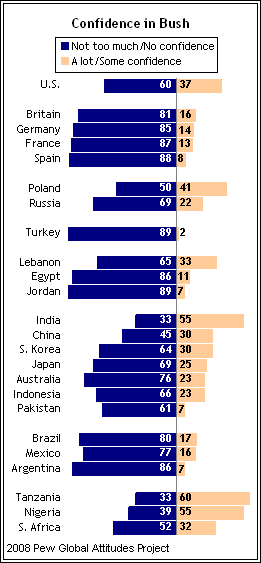 Confidence in Bush
Not too much/No confidence
A lot/Some confidence
U.S. 60 37
Britain 81 16
Germany 85 14
France 87 13
Spain 88 8
Poland 50 41
Russia 69 22
Turkey 89 2
Lebanon 65 33
Egypt 86 11
Jordan 89 7
India 33 55
China 45 30
S. Korea 64 30
Japan 69 25
Australia 76 23
Indonesia 66 23
Pakistan 61 7
Brazil 80 17
Mexico 77 16
Argentina 86 7
Tanzania 33 60
Nigeria 39 55
S. Africa 52 32
2008 Pew Global Attitudes Project